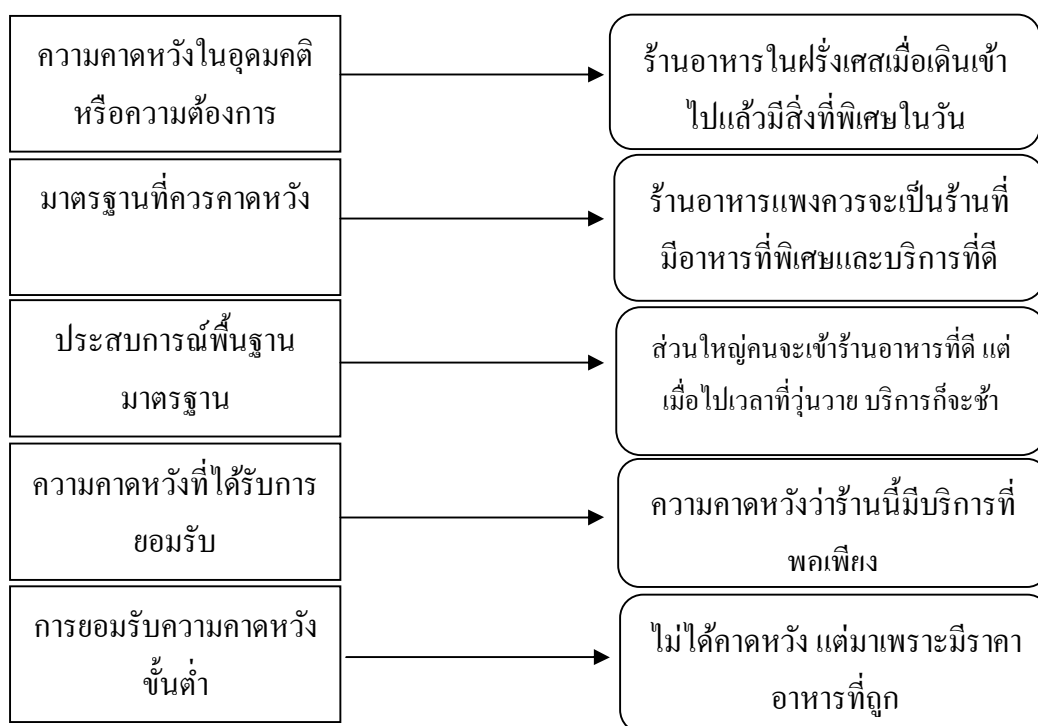 ความคาดหวังในอุดมคติ
หรือความต้องการ
ร้านอาหารในฝรั่งเศสเมื่อเดินเข้า
ไปแล้วมีสิ่งที่พิเศษในวัน
มาตรฐานที่ควรคาดหวัง
ร้านอาหารแพงควรจะเป็นร้านที่
มีอาหารที่พิเศษและบริการที่ดี
ประสบการณ์พื้นฐาน
มาตรฐาน
ส่วนใหญ่คนจะเข้าร้านอาหารที่ดี แต่
เมื่อไปเวลาที่วุ่นวาย บริการก็จะช้า
ความคาดหวังที่ได้รับการ
ยอมรับ
ความคาดหวังว่าร้านนี้มีบริการที่
พอเพียง
การยอมรับความคาดหวัง
ขั้นต่ำ
ไม่ได้คาดหวัง แต่มาเพราะมีราคา
อาหารที่ถูก